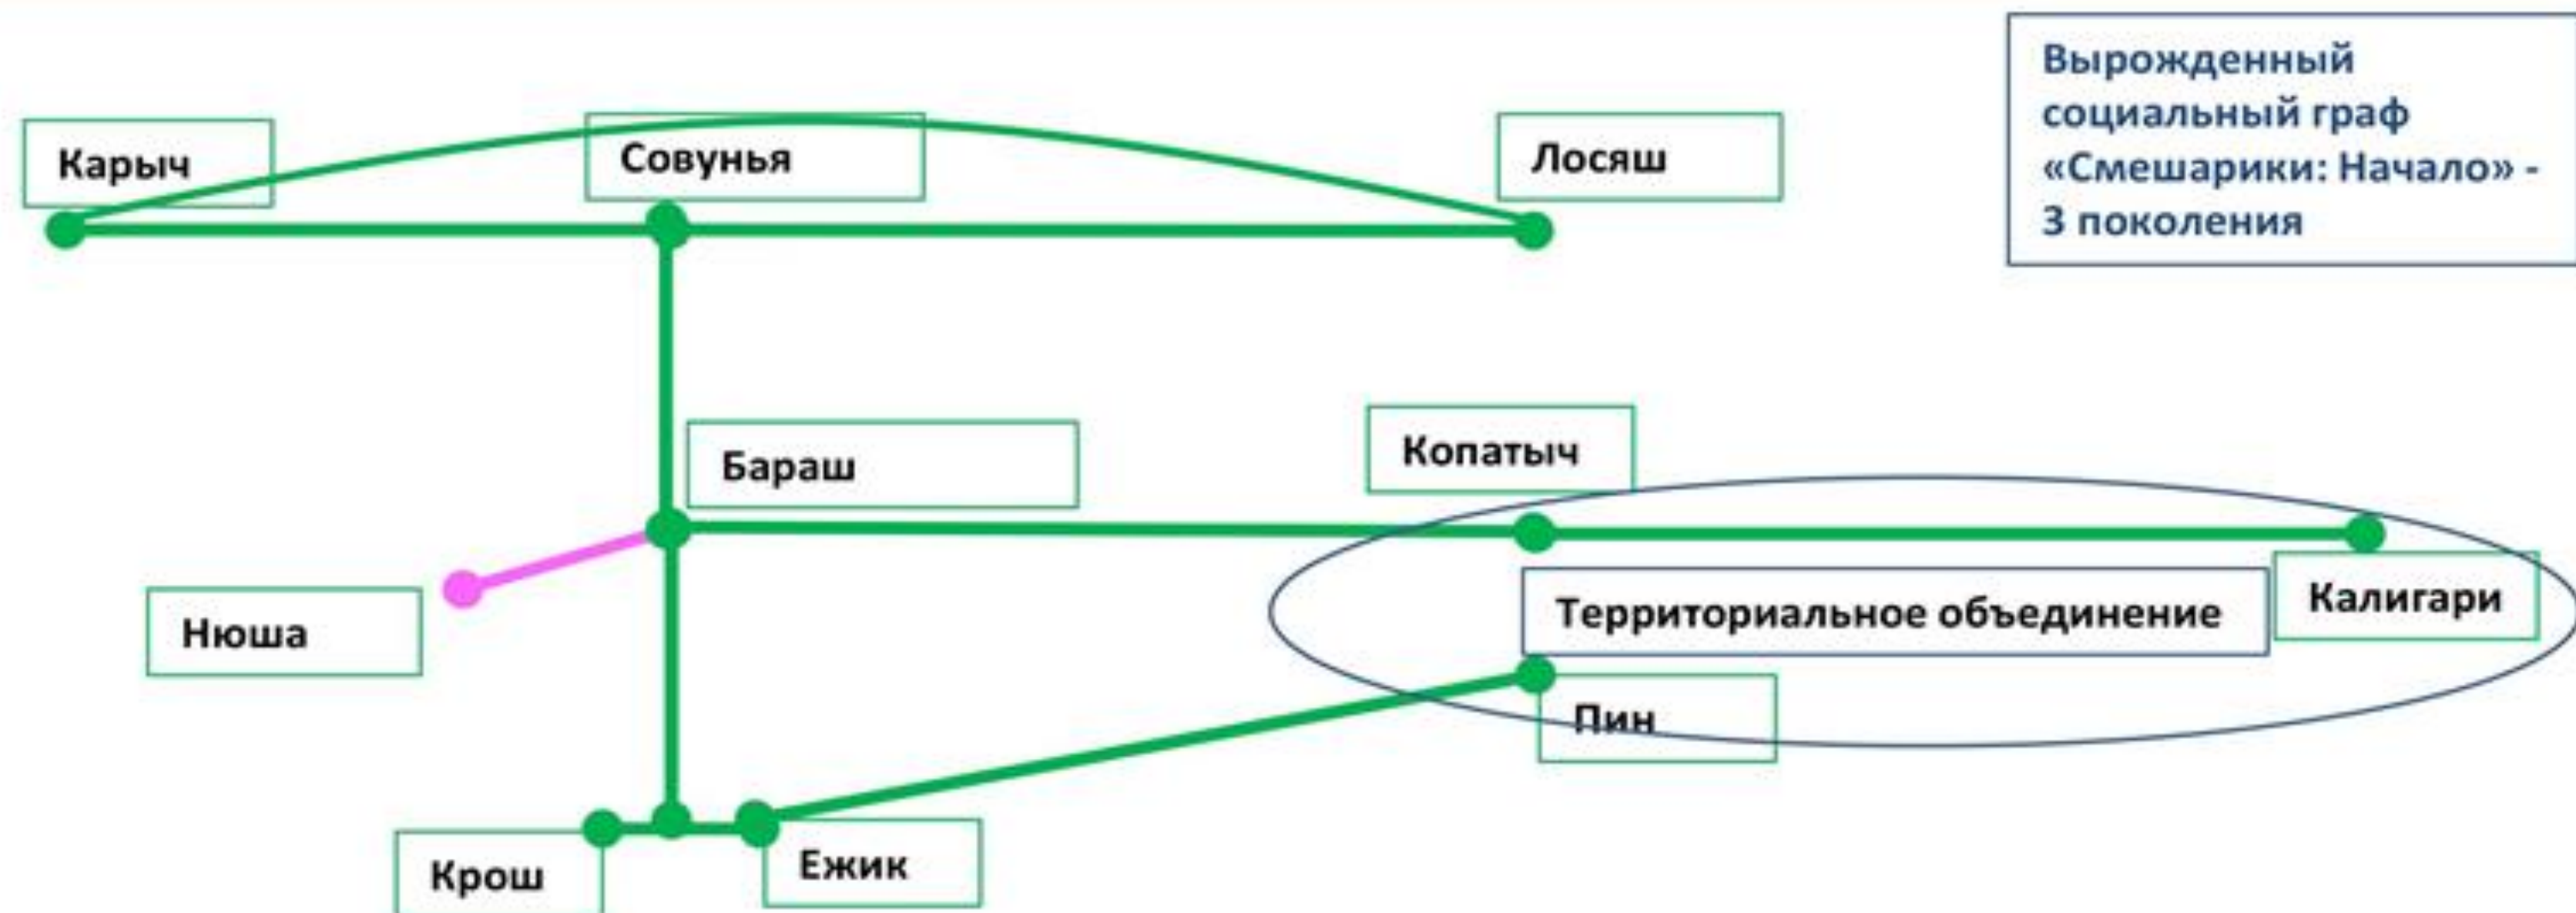 Вырожденный
социальный граф
«Смешарики: Начало» -
3 поколения
Карыч
Совунья
Лосяш
Бараш
Копатыч
Нюша
Территориальное объединение
Калигари
Пин
Крош
Ежик